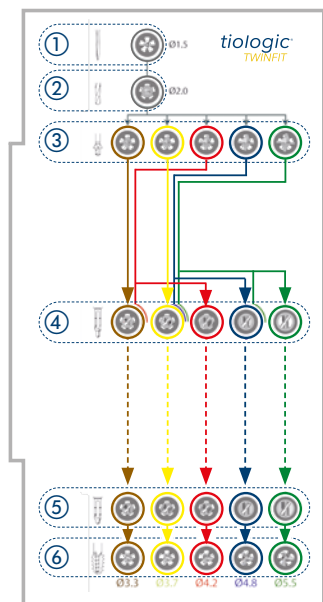 ① Ø1.5
tiologic®
TWINFIT
② Ø2.0
③
④
⑤
⑥
Ø3.3 Ø3.7 Ø4.2 Ø4.8 Ø5.5